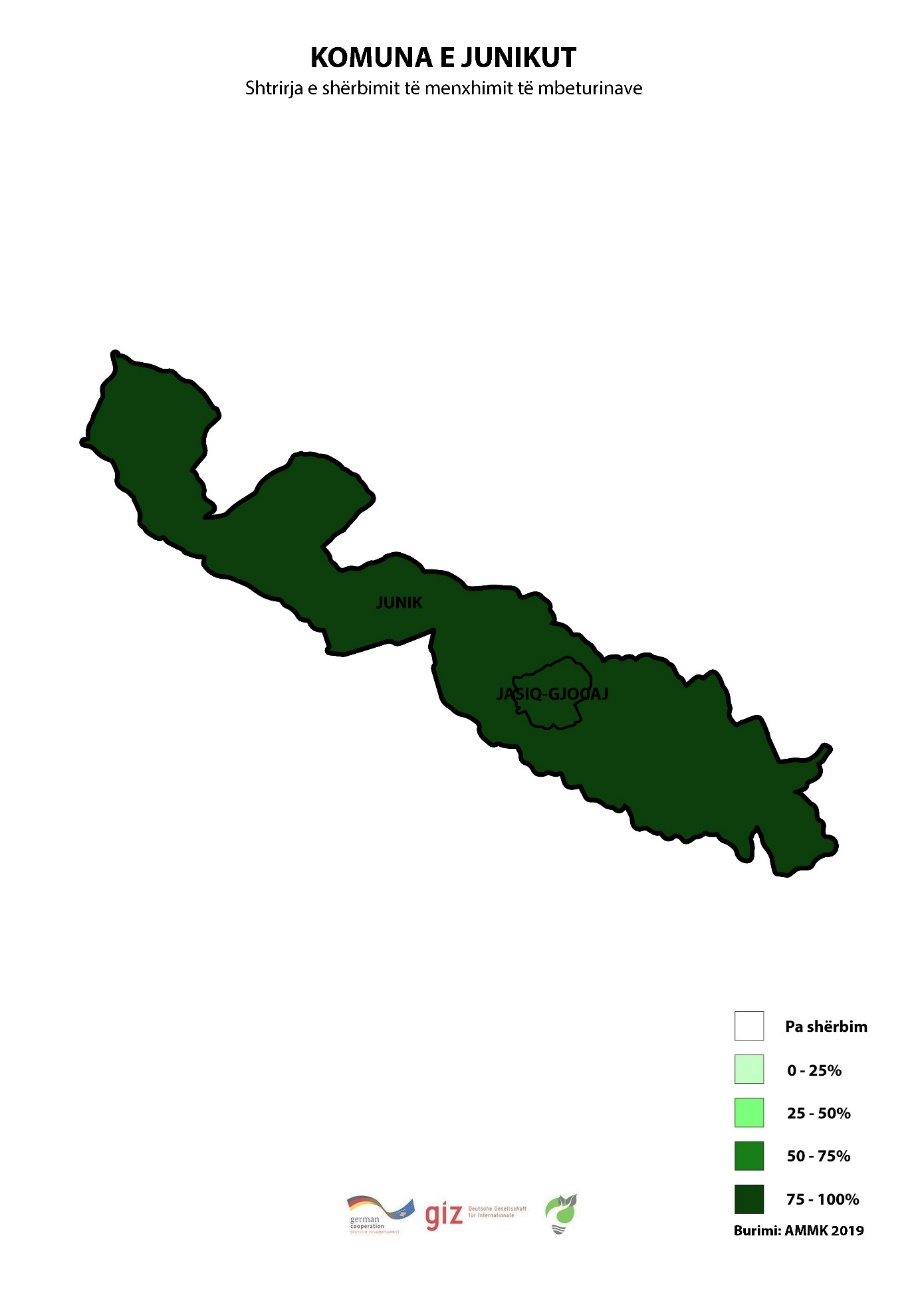 KOMUNA E JUNIKUT
Shtrirja e shërbimit të menxhimit të mbeturinave
JUNIK
JASIQ-GJOCAJ
Pa shërbim
0 - 25%
25 - 50%
50 - 75%
75 - 100%
Burimi: AMMK 2019
german
cooperation
giz
Deutsche Gesellschaft
für Internationale